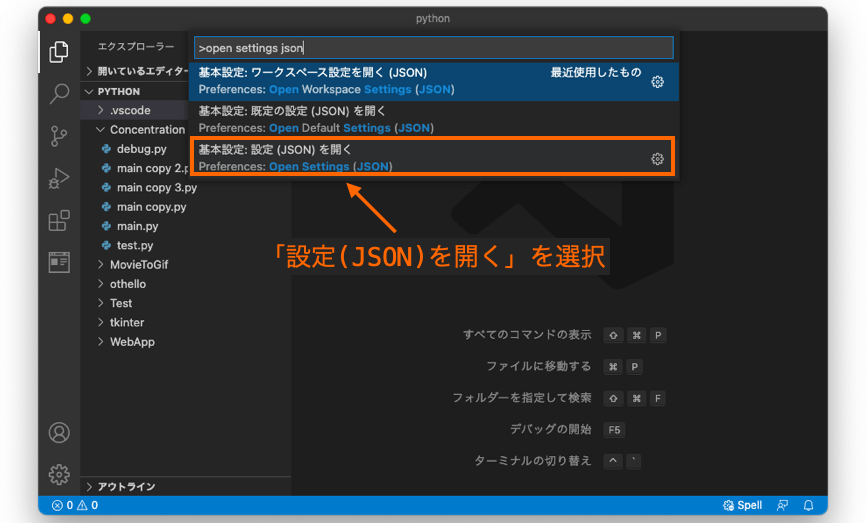 python
エクスプローラー
>open settings json
開いているエディター
基本設定: ワークスペース設定を開く (JSON)
最近使用したもの
Preferences: Open Workspace Settings (JSON)
基本設定: 既定の設定 (JSON) を開く
Preferences: Open Default Settings (JSON)
基本設定: 設定 (JSON) を開く
Preferences: Open Settings (JSON)
PYTHON
.vscode
Concentration
debug.py
main copy 2.p
main copy 3.py
main copy.py
main.py
test.py
MovieToGif
othello
Test
tkinter
WebApp
「設定(JSON)を開く」を選択
すべてのコマンドの表示 ⇧ ⌘ P
ファイルに移動する ⌘ P
フォルダーを指定して検索 ⇧ ⌘ F
デバッグの開始 F5
ターミナルの切り替え ^ `
アウトライン
0 0
Spell